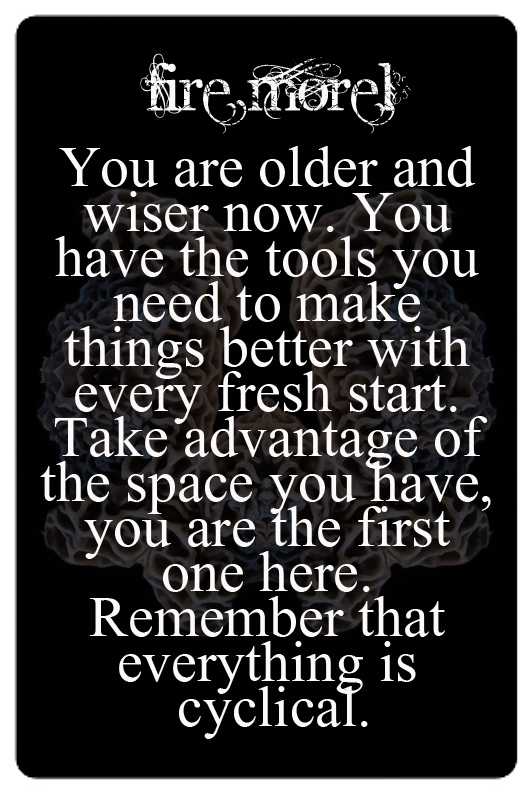 fire morel
You are older and
wiser now. You
have the tools you
need to make
things better with
every fresh start.
Take advantage of
the space you have,
you are the first
one here.
Remember that
everything is
cyclical.